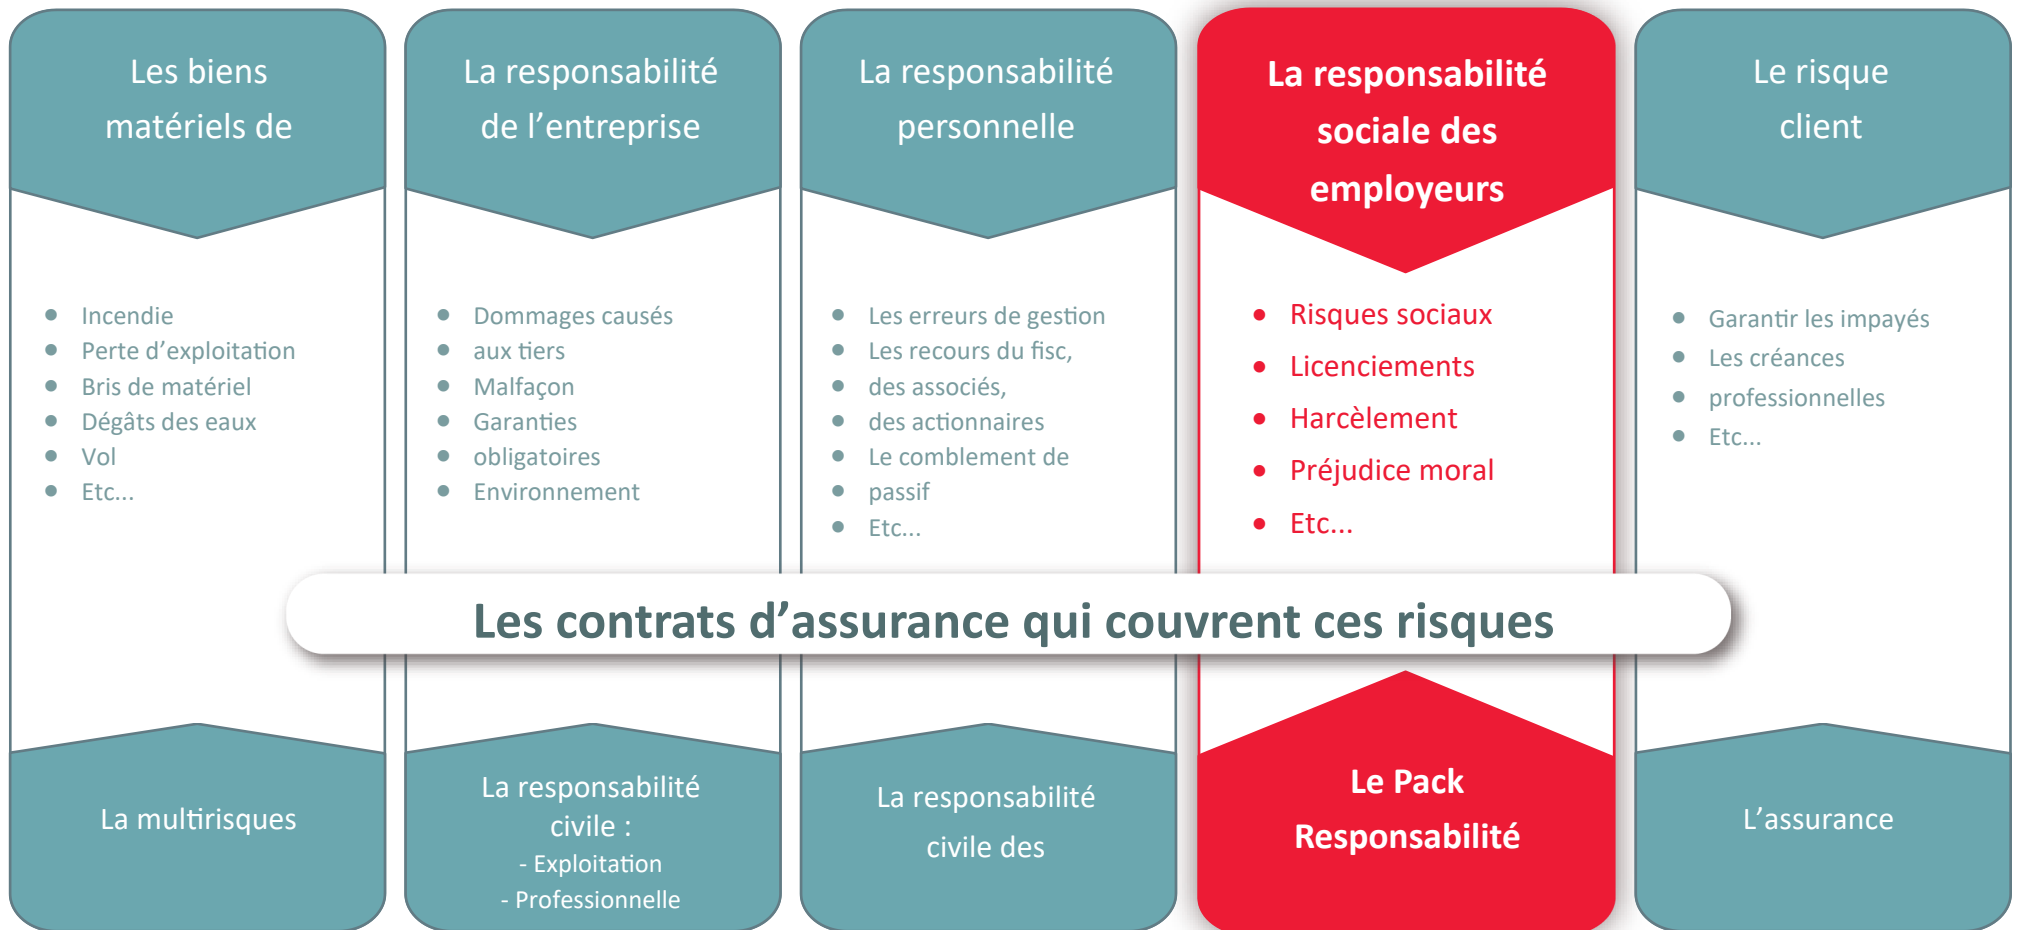 Les biens
matériels de
La responsabilité
de l’entreprise
La responsabilité
personnelle
La responsabilité
sociale des
employeurs
Le risque
client
• Incendie
• Perte d’exploitation
• Bris de matériel
• Dégâts des eaux
• Vol
• Etc...
• Dommages causés
• aux tiers
• Malfaçon
• Garanties
• obligatoires
• Environnement
• Les erreurs de gestion
• Les recours du fisc,
• des associés,
• des actionnaires
• Le comblement de
• passif
• Etc...
• Risques sociaux
• Licenciements
• Harcèlement
• Préjudice moral
• Etc...
• Garantir les impayés
• Les créances
• professionnelles
• Etc...
Les contrats d’assurance qui couvrent ces risques
La multirisques
La responsabilité
civile :
- Exploitation
- Professionnelle
La responsabilité
civile des
Le Pack
Responsabilité
L’assurance